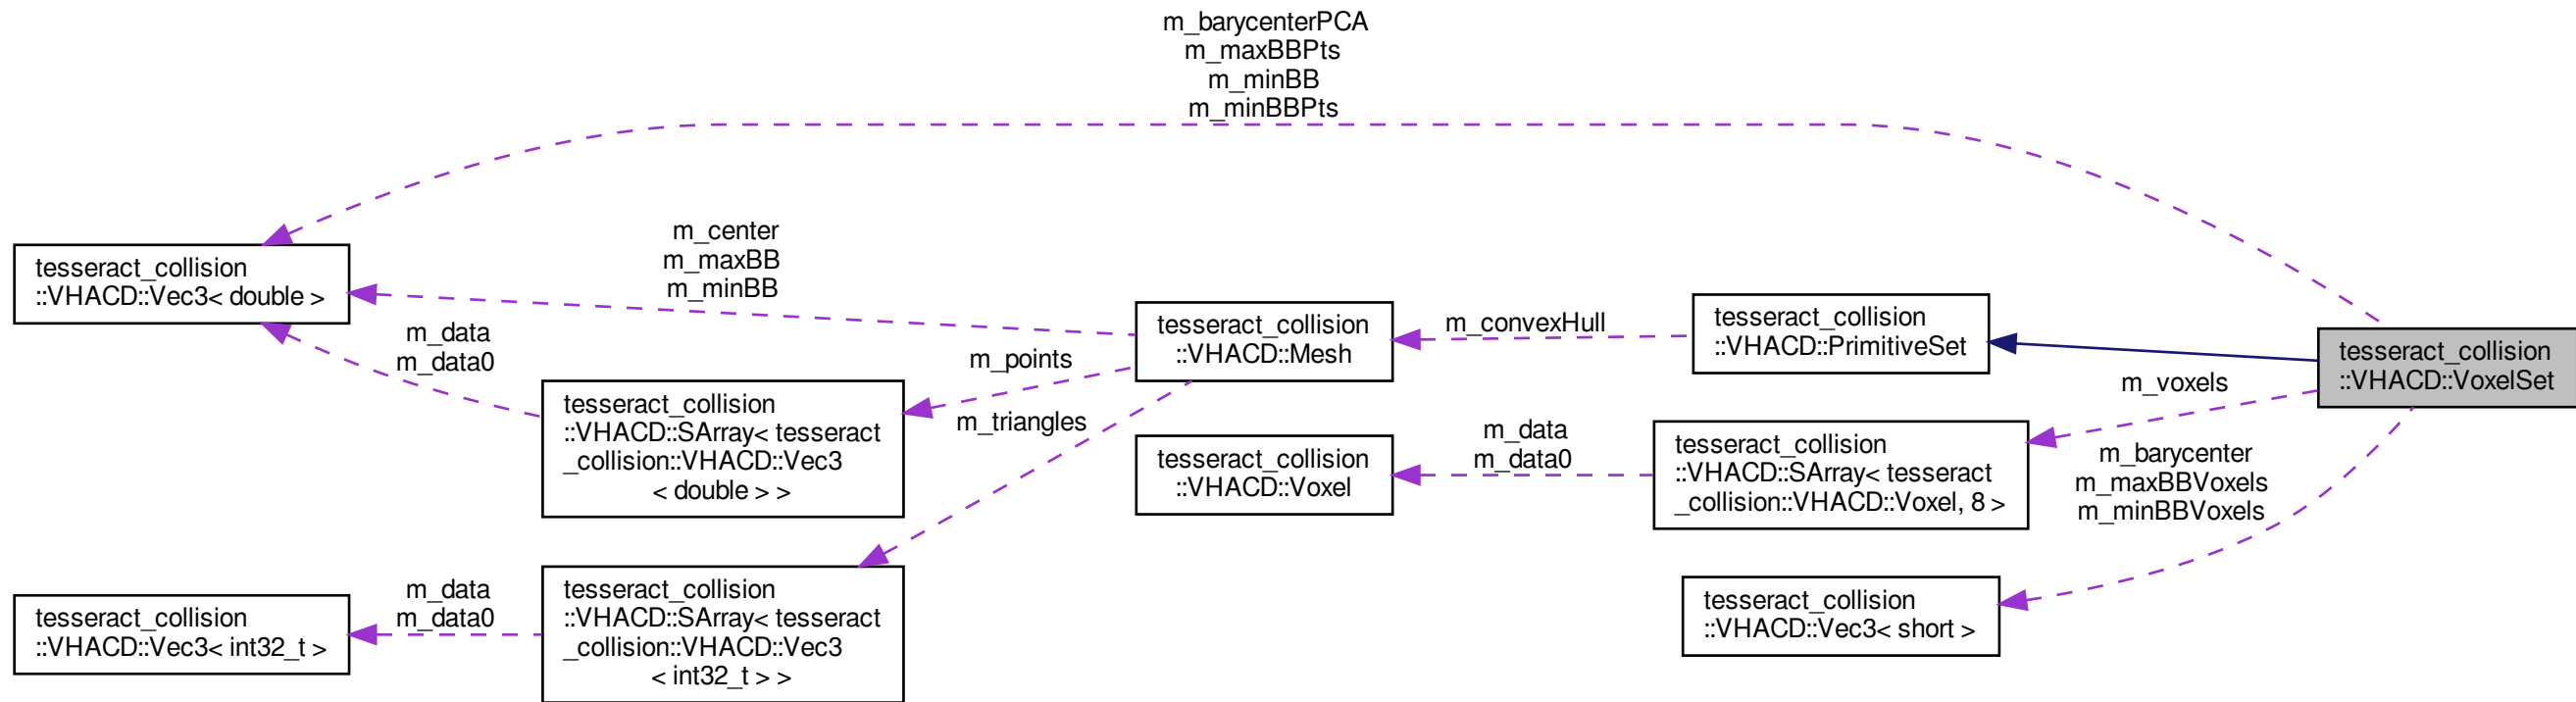 m_barycenterPCA
m_maxBBPts
m_minBB
m_minBBPts
m_center
m_maxBB
m_minBB
tesseract_collision
::VHACD::Vec3< double >
m_data
m_data0
m_points
m_triangles
tesseract_collision
::VHACD::Mesh
m_convexHull
tesseract_collision
::VHACD::PrimitiveSet
tesseract_collision
::VHACD::VoxelSet
m_voxels
tesseract_collision
::VHACD::SArray< tesseract
_collision::VHACD::Vec3
< double > >
tesseract_collision
::VHACD::Voxel
m_data
m_data0
tesseract_collision
::VHACD::SArray< tesseract
_collision::VHACD::Voxel, 8 >
m_barycenter
m_maxBBVoxels
m_minBBVoxels
tesseract_collision
::VHACD::Vec3< int32_t >
m_data
m_data0
tesseract_collision
::VHACD::SArray< tesseract
_collision::VHACD::Vec3
< int32_t > >
tesseract_collision
::VHACD::Vec3< short >